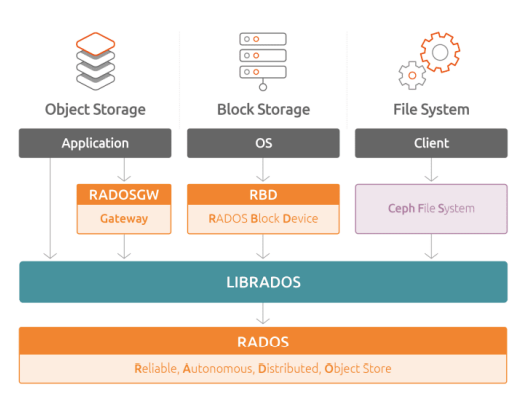 Object Storage
Block Storage
File System
Application
OS
Client
RADOSGW
Gateway
RBD
RADOS Block Device
Ceph File System
LIBRADOS
RADOS
Reliable, Autonomous, Distributed, Object Store